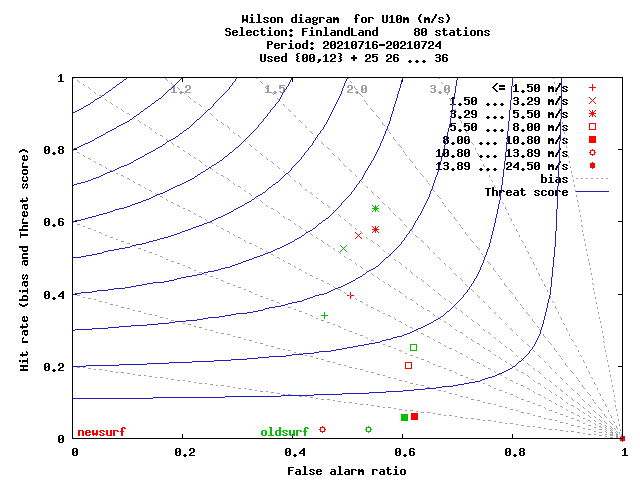 Wilson diagram for U10m (m/s)
Selection: FinlandLand 80 stations
Period: 20210716-20210724
Used {00,12} + 25 26 ... 36
1
1.2
1.5
2.0
3.0
<= 1.50 m/s
1.50 ... 3.29 m/s
3.29 ... 5.50 m/s
5.50 ... 8.00 m/s
8.00 ... 10.80 m/s
10.80 ... 13.89 m/s
13.89 ... 24.50 m/s
bias
Threat score
0.8
0.6
0.4
0.2
0
Hit rate (bias and Threat score)
newsurf
oldsurf
0
0.2
0.4
0.6
0.8
1
False alarm ratio